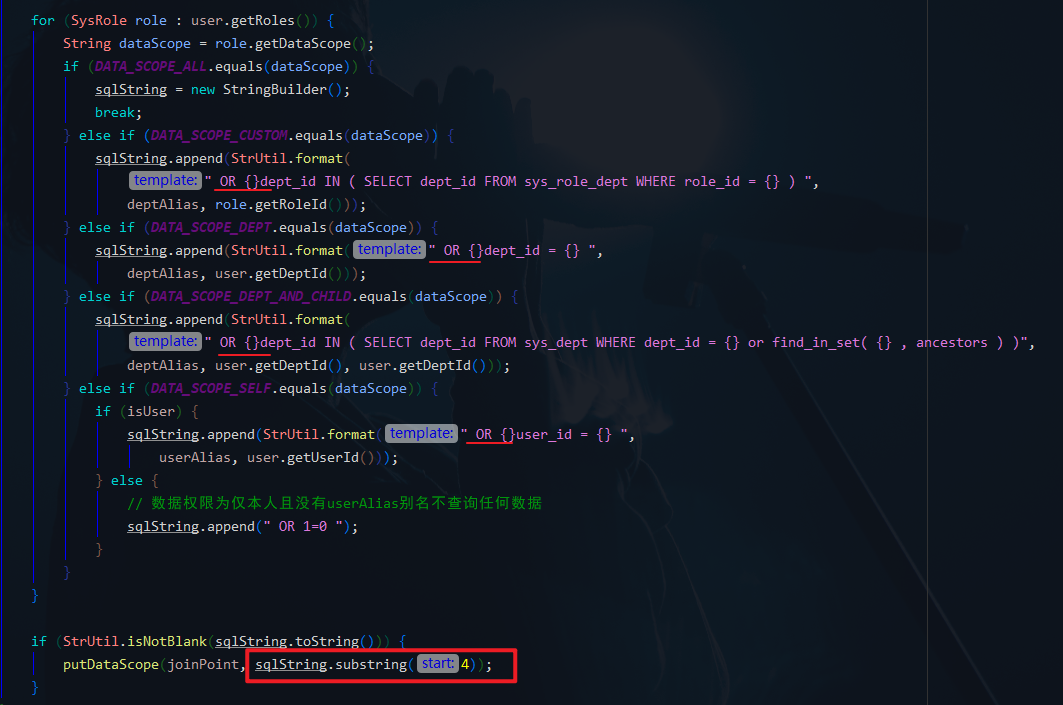 for (SysRole role : user.getRoles()) {
    String dataScope = role.getDataScope();
    if (DATA_SCOPE_ALL.equals(dataScope)) {
        sqlString = new StringBuilder();
        break;
    } else if (DATA_SCOPE_CUSTOM.equals(dataScope)) {
        sqlString.append(StrUtil.format(
            template: " OR {}dept_id IN ( SELECT dept_id FROM sys_role_dept WHERE role_id = {} ) ",
            deptAlias, role.getRoleId()));
    } else if (DATA_SCOPE_DEPT.equals(dataScope)) {
        sqlString.append(StrUtil.format( template: " OR {}dept_id = {} ",
            deptAlias, user.getDeptId()));
    } else if (DATA_SCOPE_DEPT_AND_CHILD.equals(dataScope)) {
        sqlString.append(StrUtil.format(
            template: " OR {}dept_id IN ( SELECT dept_id FROM sys_dept WHERE dept_id = {} or find_in_set( {} , ancestors ) )",
            deptAlias, user.getDeptId(), user.getDeptId()));
    } else if (DATA_SCOPE_SELF.equals(dataScope)) {
        if (isUser) {
            sqlString.append(StrUtil.format( template: " OR {}user_id = {} ",
                userAlias, user.getUserId()));
        } else {
            // 数据权限为仅本人且没有userAlias别名不查询任何数据
            sqlString.append(" OR 1=0 ");
        }
    }
}
if (StrUtil.isNotBlank(sqlString.toString())) {
    putDataScope(joinPoint, sqlString.substring( start: 4));
}